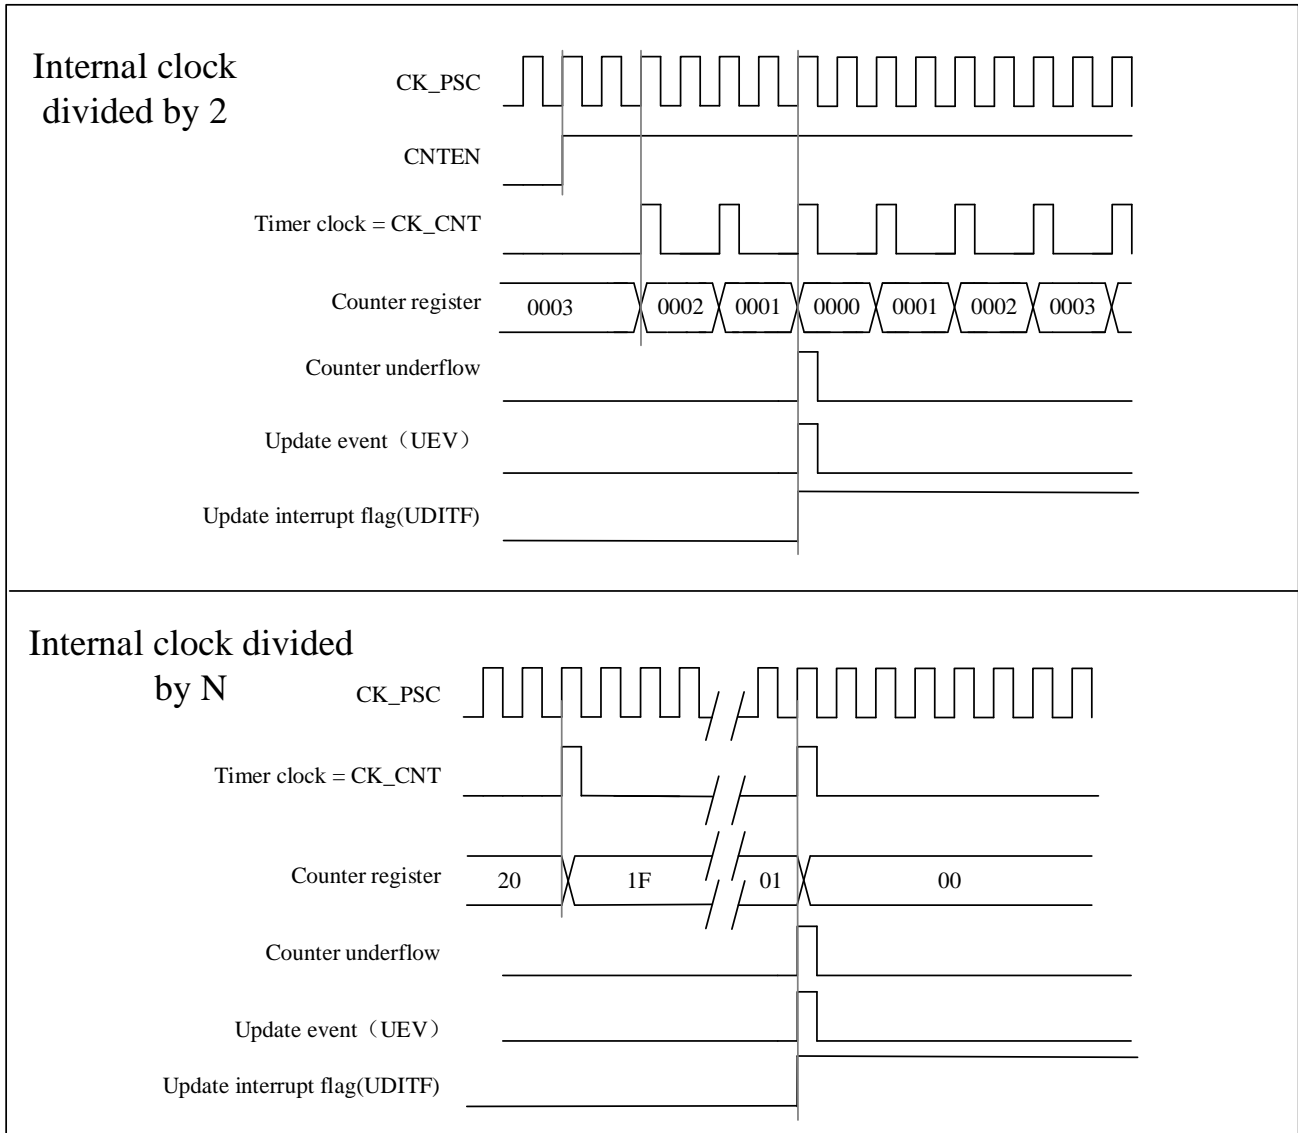 Internal clock
divided by 2
CK_PSC
CNTEN
Timer clock = CK_CNT
Counter register
0003 0002 0001 0000 0001 0002 0003
Counter underflow
Update event（UEV）
Update interrupt flag(UDITF)
Internal clock divided
by N
CK_PSC
Timer clock = CK_CNT
Counter register
20 1F 01 00
Counter underflow
Update event（UEV）
Update interrupt flag(UDITF)